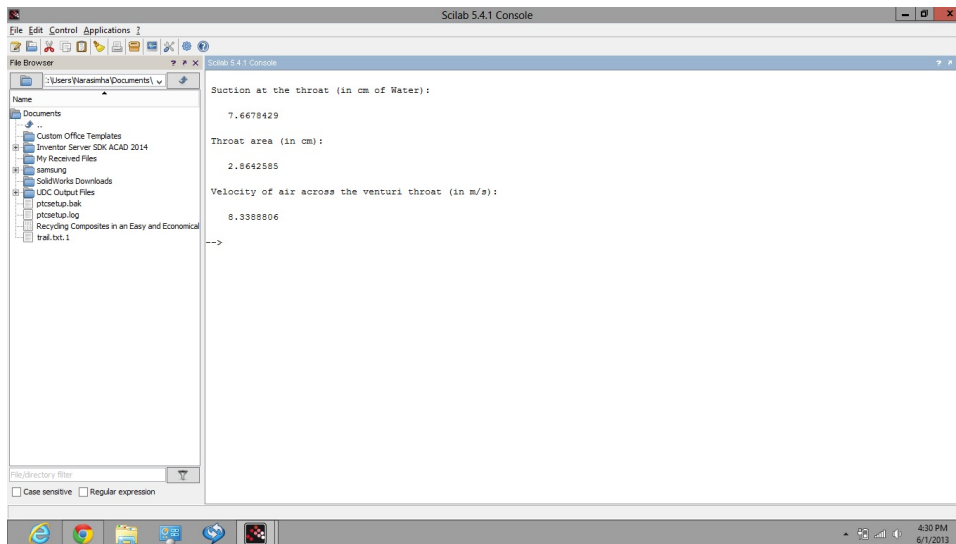 Scilab 5.4.1 Console
File Edit Control Applications ?
File Browser
Scilab 5.4.1 Console
:\Users\Narasimha\Documents\
Name
Documents
..
Custom Office Templates
Inventor Server SDK ACAD 2014
My Received Files
samsung
SolidWorks Downloads
UDC Output Files
ptcsetup.bak
ptcsetup.log
Recycling Composites in an Easy and Economical
trail.txt.1
Suction at the throat (in cm of Water):
7.6678429
Throat area (in cm):
2.8642585
Velocity of air across the venturi throat (in m/s):
8.3388806
-->
File/directory filter
Case sensitive Regular expression
4:30 PM
6/1/2013